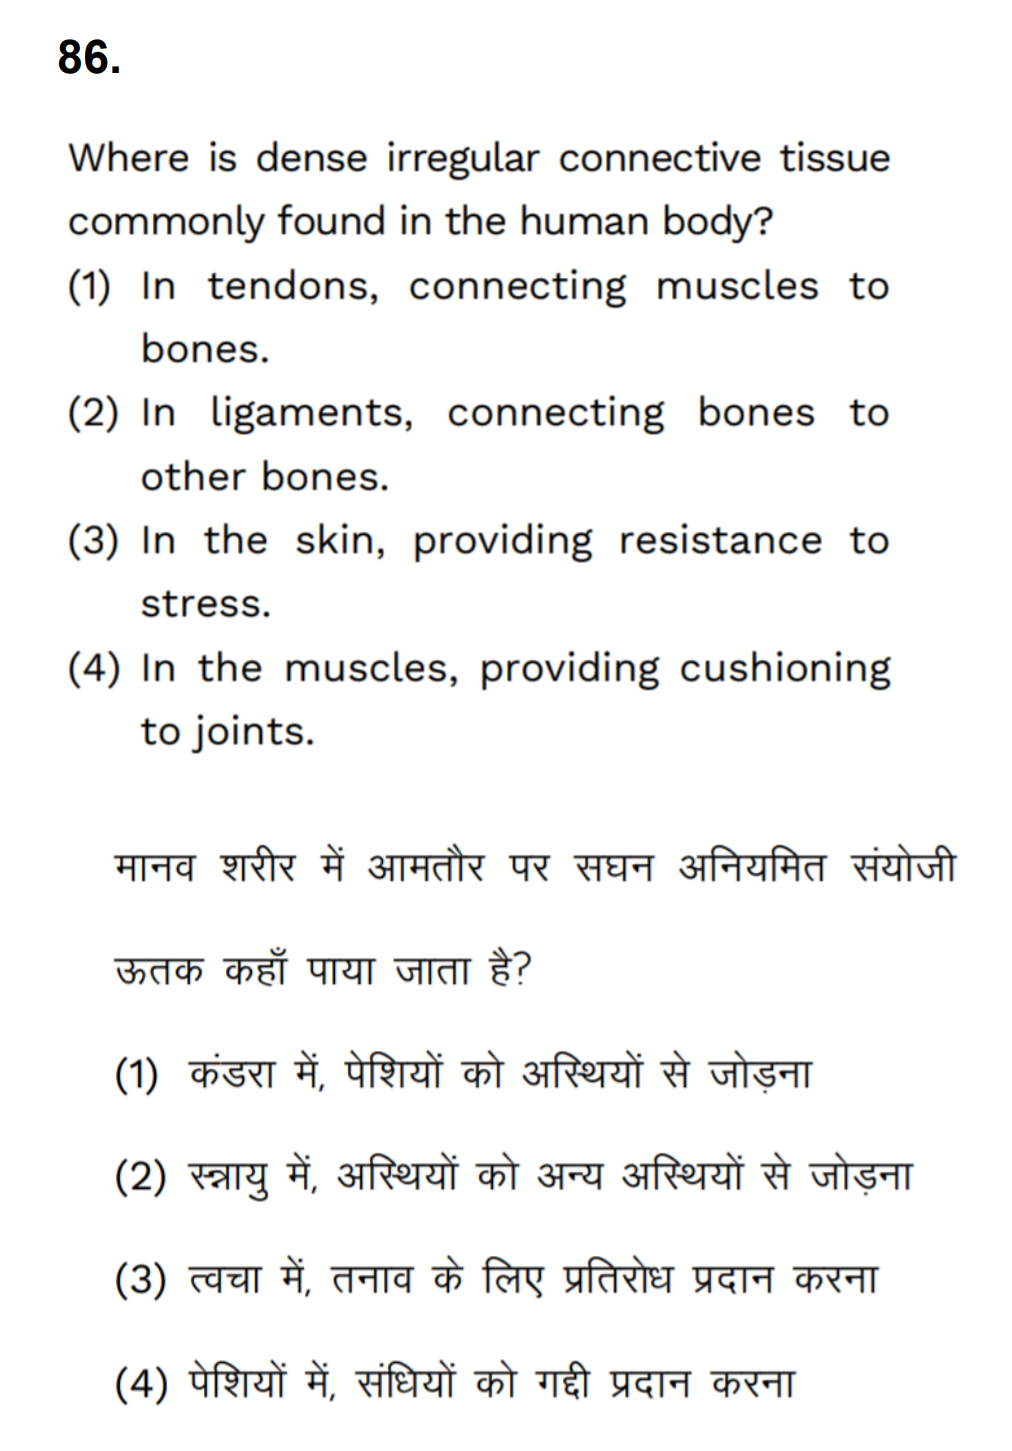 86.
Where is dense irregular connective tissue
commonly found in the human body?
(1) In tendons, connecting muscles to
bones.
(2) In ligaments, connecting bones to
other bones.
(3) In the skin, providing resistance to
stress.
(4) In the muscles, providing cushioning
to joints.
मानव शरीर में आमतौर पर सघन अनियमित संयोजी
ऊतक कहाँ पाया जाता है?
(1) कंडरा में, पेशियों को अस्थियों से जोड़ना
(2) स्नायु में, अस्थियों को अन्य अस्थियों से जोड़ना
(3) त्वचा में, तनाव के लिए प्रतिरोध प्रदान करना
(4) पेशियों में, संधियों को गद्दी प्रदान करना